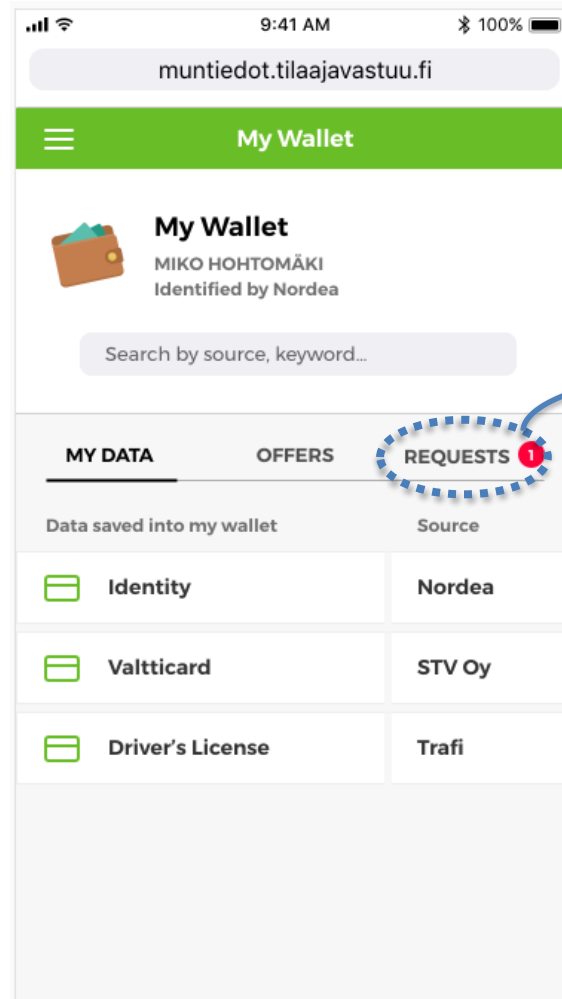 9:41 AM 100%
muntiedot.tilaajavastuu.fi
My Wallet
My Wallet
MIKO HOHTOMÄKI
Identified by Nordea
Search by source, keyword...
MY DATA OFFERS REQUESTS 1
Data saved into my wallet Source
Identity Nordea
Valtticard STV Oy
Driver's License Trafi